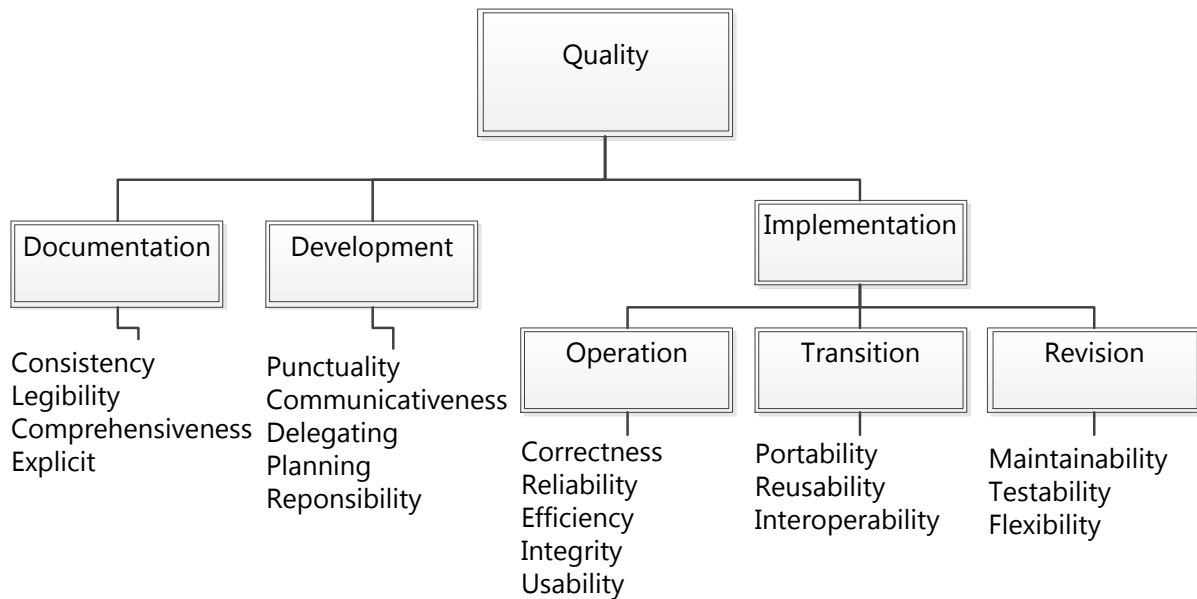 Quality
Documentation
Development
Implementation
Operation
Transition
Revision
Consistency
Legibility
Comprehensiveness
Explicit
Punctuality
Communicativeness
Delegating
Planning
Reponsibility
Correctness
Reliability
Efficiency
Integrity
Usability
Portability
Reusability
Interoperability
Maintainability
Testability
Flexibility